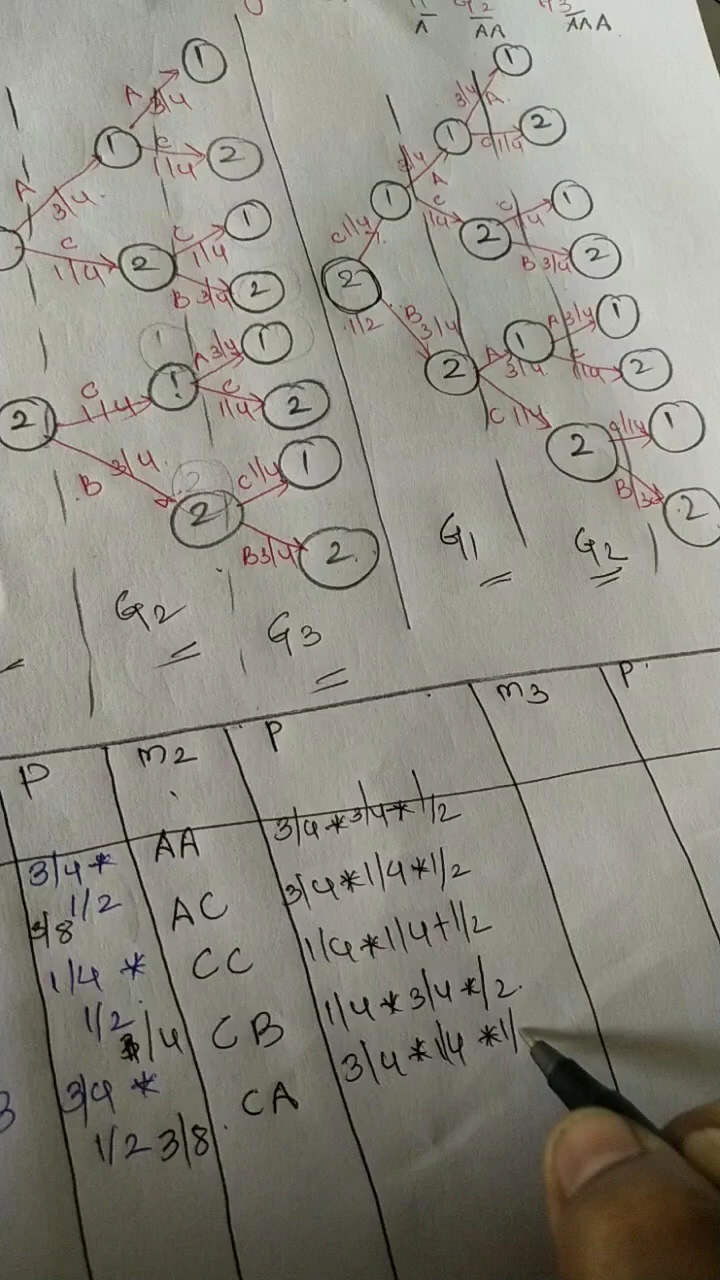 G2
A AA AAA
1
A 3/4
1
C
1/4
2
A
3/4
C
1/4
2
C
1/4
1
B 3/4
2
2
C
1/4
1
A 3/4
1
C
1/4
2
B
3/4
2
C 1/4
1
B 3/4
2
G2
G3
1
3/4 A
1
C 1/4
2
3/4
A
1
C 1/4
C
1/4
2
C
1/4
1
B 3/4
2
2
1/2
B
3/4
2
A
3/4
1
A 3/4
1
C
1/4
2
C 1/4
2
C 1/4
1
B 3/4
2
G1
G2
P m2 P m3 P
3/4 * AA 3/4 * 3/4 * 1/2
1/2
3/8 AC 3/4 * 1/4 * 1/2
1/4 * CC 1/4 * 1/4 + 1/2
1/2
1/4 CB 1/4 * 3/4 * 1/2
3/4 * CA 3/4 * 1/4 * 1/
1/2 3/8